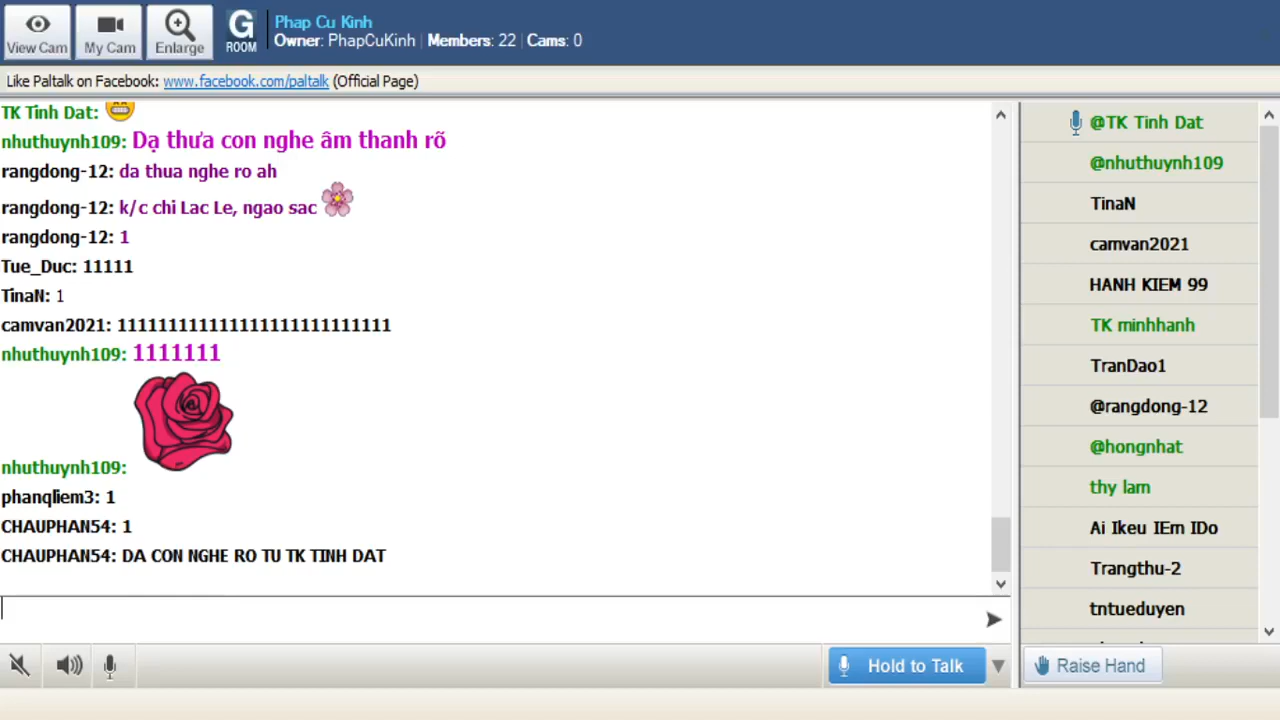 View Cam
My Cam
Enlarge
G
ROOM
Phap Cu Kinh
Owner: PhapCuKinh | Members: 22 | Cams: 0
Like Paltalk on Facebook: www.facebook.com/paltalk (Official Page)
TK Tinh Dat:
nhuthuynh109: Dạ thưa con nghe âm thanh rõ
rangdong-12: da thua nghe ro ah
rangdong-12: k/c chi Lac Le, ngao sac
rangdong-12: 1
Tue_Duc: 11111
TinaN: 1
camvan2021: 1111111111111111111111111111
nhuthuynh109: 1111111
nhuthuynh109:
phanqliem3: 1
CHAUPHAN54: 1
CHAUPHAN54: DA CON NGHE RO TU TK TINH DAT
@TK Tinh Dat
@nhuthuynh109
TinaN
camvan2021
HANH KIEM 99
TK minhhanh
TranDao1
@rangdong-12
@hongnhat
thy lam
Ai Ikeu IEm IDo
Trangthu-2
tntueduyen
Hold to Talk
Raise Hand